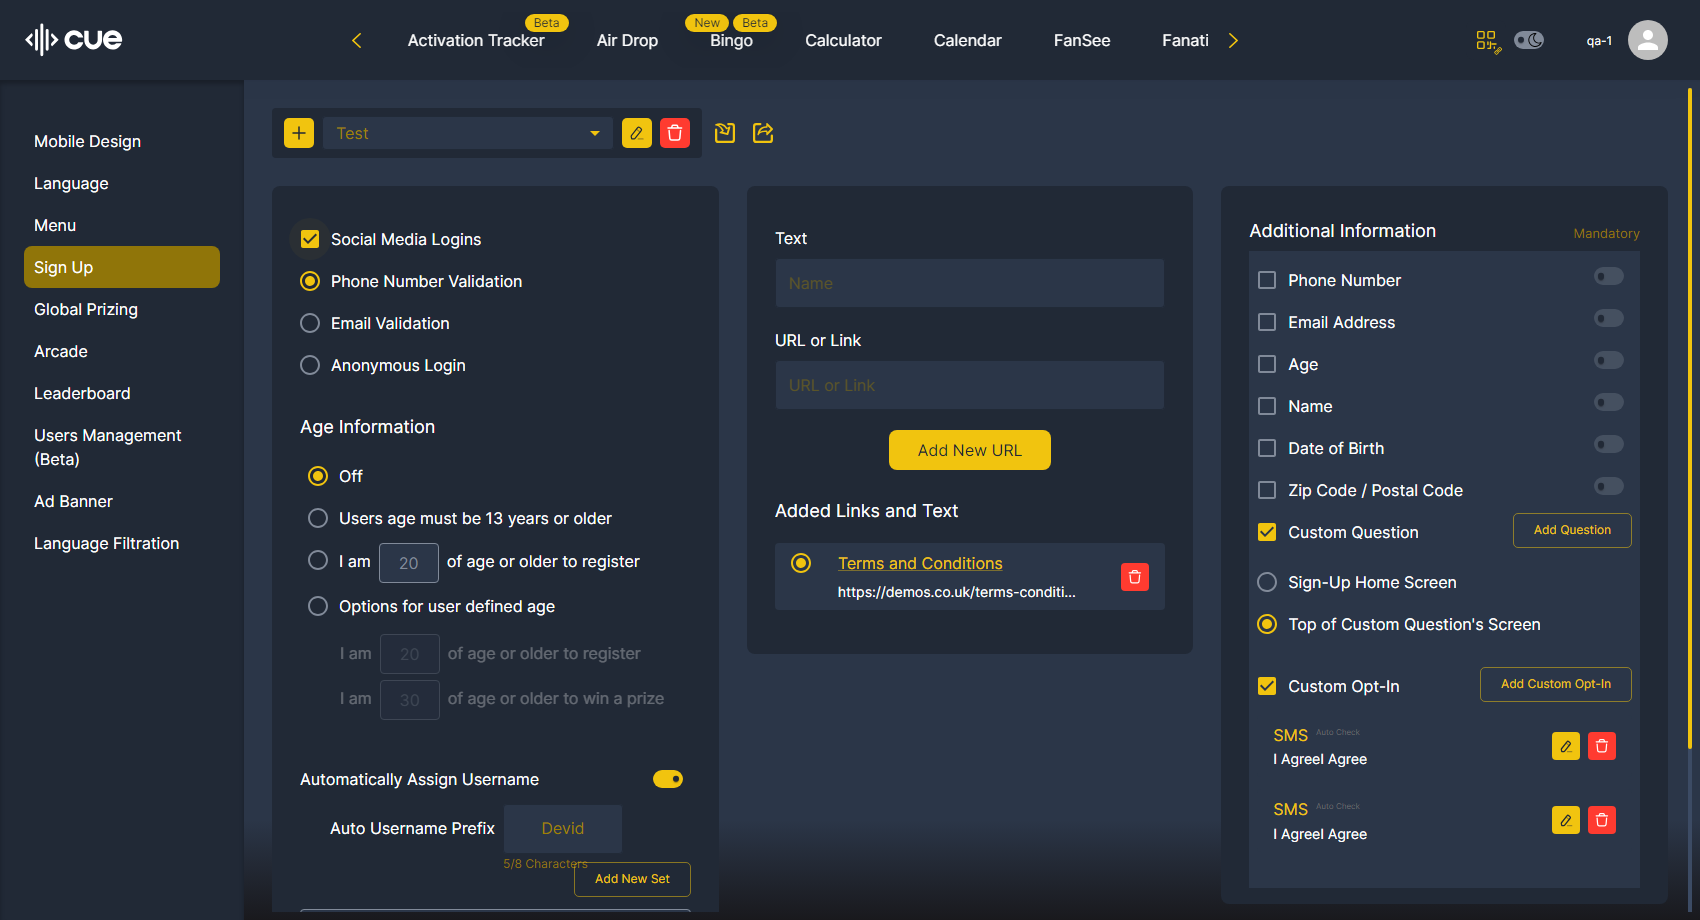 cue
Activation Tracker
Beta
Air Drop
New
Beta
Bingo
Calculator
Calendar
FanSee
Fanati
qa-1
Mobile Design
Language
Menu
Sign Up
Global Prizing
Arcade
Leaderboard
Users Management
(Beta)
Ad Banner
Language Filtration
Test
Social Media Logins
Phone Number Validation
Email Validation
Anonymous Login
Age Information
Off
Users age must be 13 years or older
I am 20 of age or older to register
Options for user defined age
I am 20 of age or older to register
I am 30 of age or older to win a prize
Automatically Assign Username
Auto Username Prefix Devid
5/8 Characters
Add New Set
Text
Name
URL or Link
URL or Link
Add New URL
Added Links and Text
Terms and Conditions
https://demos.co.uk/terms-conditi...
Additional Information
Mandatory
Phone Number
Email Address
Age
Name
Date of Birth
Zip Code / Postal Code
Custom Question
Add Question
Sign-Up Home Screen
Top of Custom Question's Screen
Custom Opt-In
Add Custom Opt-In
SMS Auto Check
I AgreeI Agree
SMS Auto Check
I AgreeI Agree